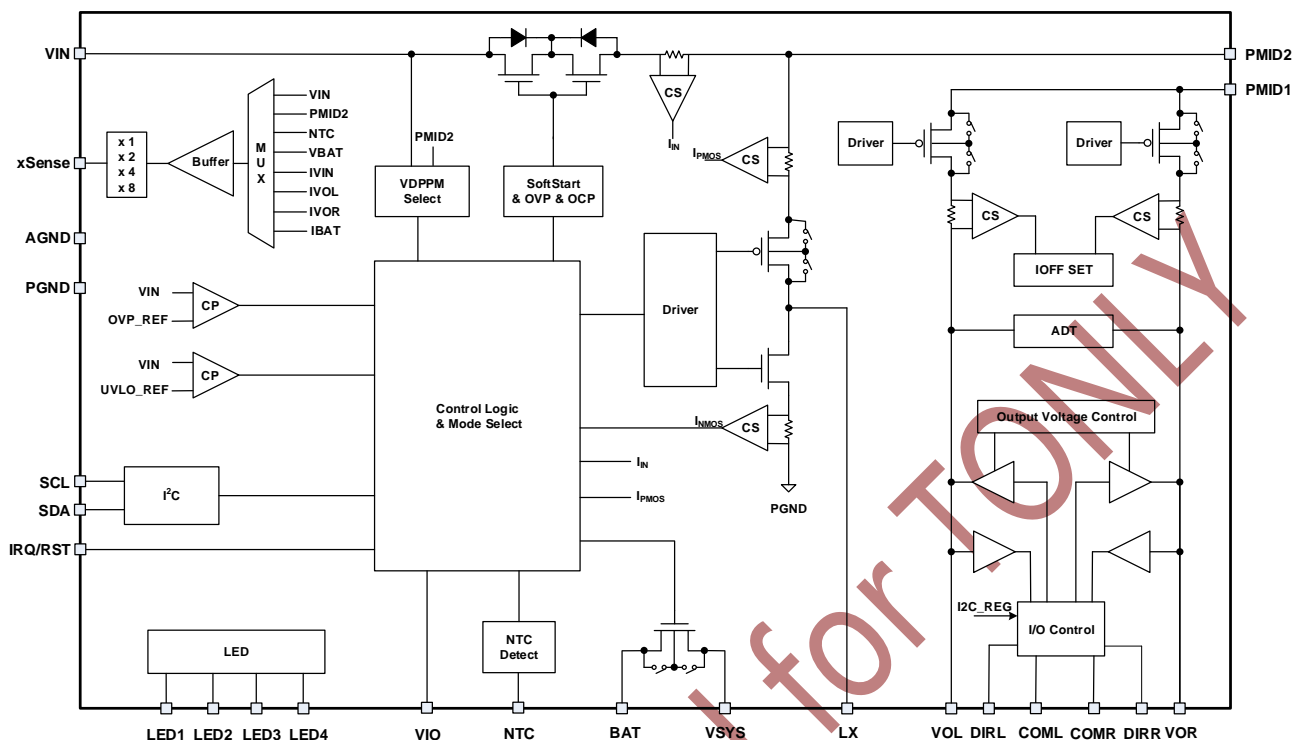 VIN
PMID2
PMID1
xSense
x 1
x 2
x 4
x 8
Buffer
MUX
VIN
PMID2
NTC
VBAT
IVIN
IVOL
IVOR
IBAT
PMID2
VDPPM
Select
SoftStart
& OVP & OCP
CS
IIN
IPMOS
CS
Driver
Driver
CS
CS
IOFF SET
AGND
PGND
VIN
OVP_REF
CP
VIN
UVLO_REF
CP
Control Logic
& Mode Select
Driver
ADT
Output Voltage Control
INMOS
CS
IIN
IPMOS
PGND
SCL
SDA
I2C
IRQ/RST
I2C_REG
I/O Control
LED
NTC
Detect
LED1
LED2
LED3
LED4
VIO
NTC
BAT
VSYS
LX
VOL
DIRL
COML
COMR
DIRR
VOR
for TONLY